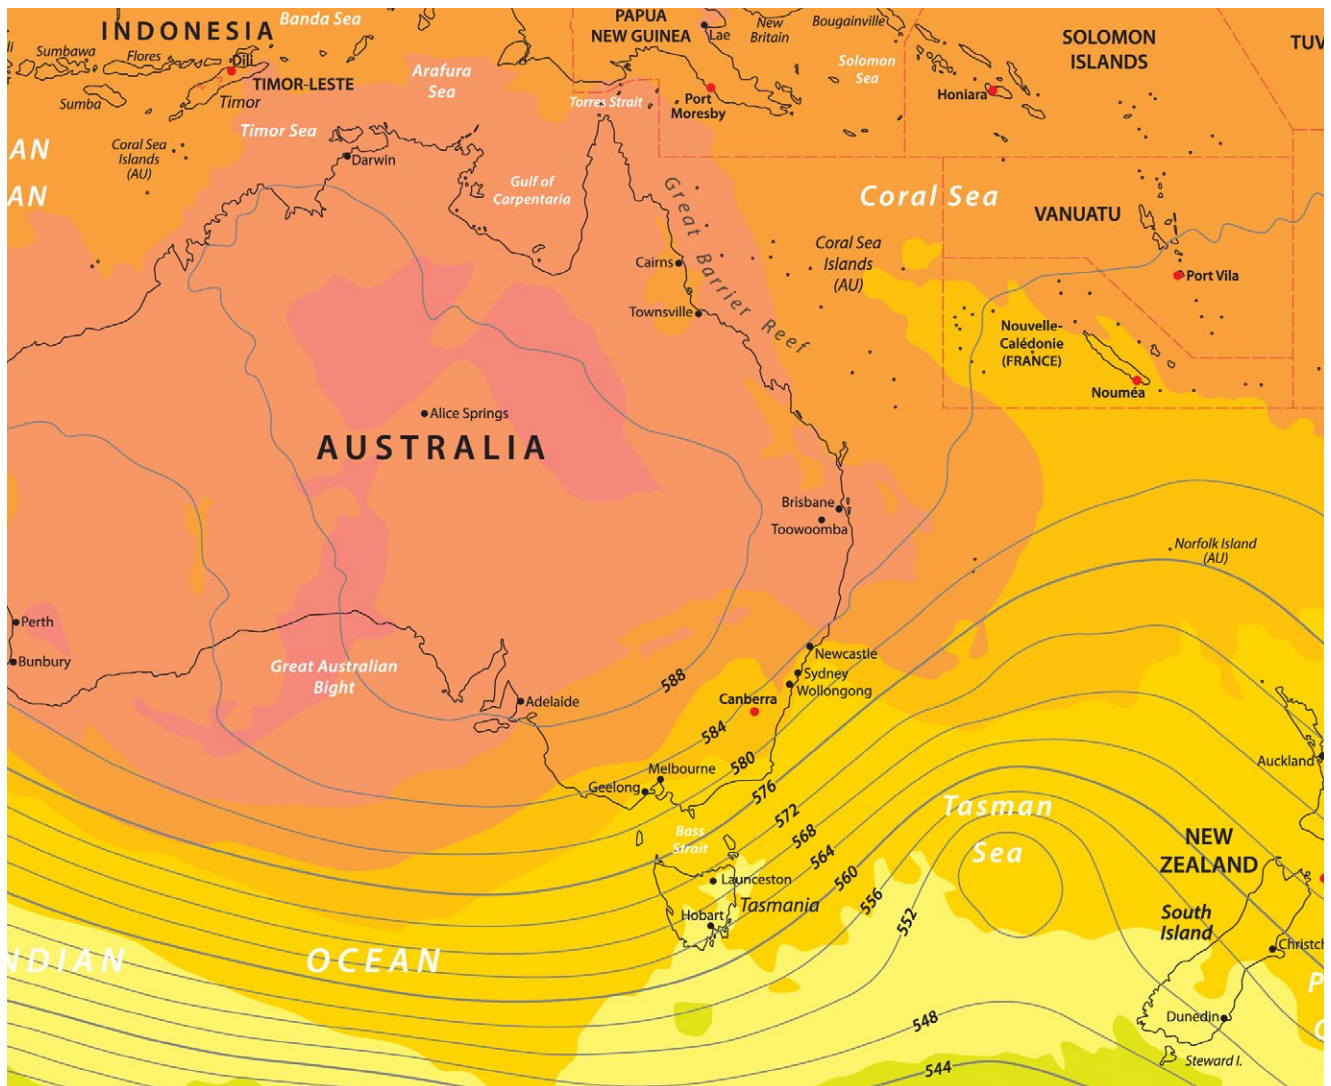 INDONESIA
Banda Sea
Sumbawa
Flores
Dili
Sumba
TIMOR-LESTE
Timor
Timor Sea
Arafura
Sea
PAPUA
NEW GUINEA
Lae
New
Britain
Bougainville
Solomon
Sea
SOLOMON
ISLANDS
TUV
Honiara
Port
Moresby
Torres Strait
Coral Sea
Islands
(AU)
AN
AN
Darwin
Gulf of
Carpentaria
Great Barrier Reef
Coral Sea
Coral Sea
Islands
(AU)
VANUATU
Port Vila
Cairns
Townsville
Nouvelle-
Calédonie
(FRANCE)
Nouméa
Alice Springs
AUSTRALIA
Brisbane
Toowoomba
Norfolk Island
(AU)
Perth
Bunbury
Great Australian
Bight
Adelaide
588
Newcastle
Sydney
Wollongong
Canberra
584
580
576
572
568
564
560
556
552
548
544
Melbourne
Geelong
Bass
Strait
Launceston
Tasmania
Hobart
Tasman
Sea
Auckland
NEW
ZEALAND
South
Island
Christch
Dunedin
Steward I.
NDIAN
OCEAN
P